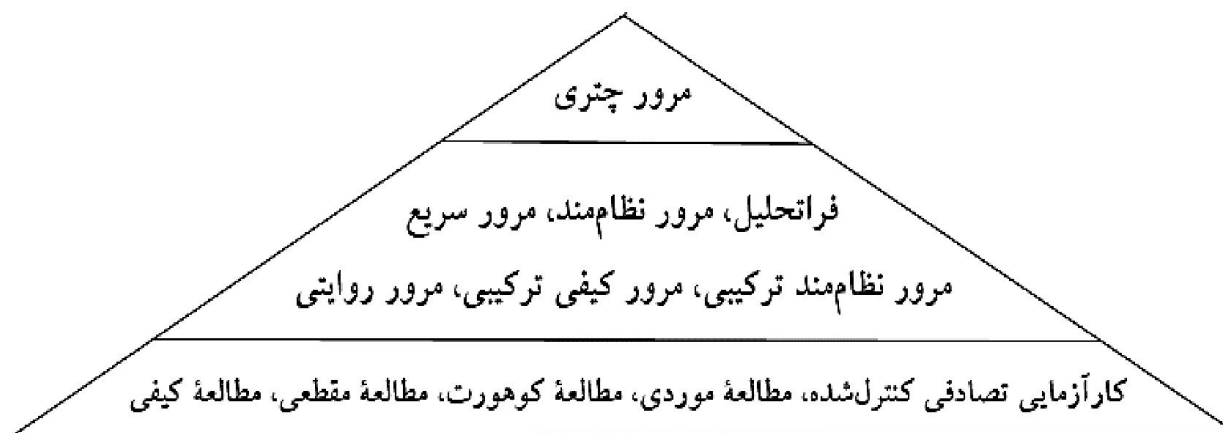 مرور چتری
فراتحلیل، مرور نظام‌مند، مرور سریع
مرور نظام‌مند ترکیبی، مرور کیفی ترکیبی، مرور روایتی
کارآزمایی تصادفی کنترل‌شده، مطالعهٔ موردی، مطالعهٔ کوهورت، مطالعهٔ مقطعی، مطالعهٔ کیفی